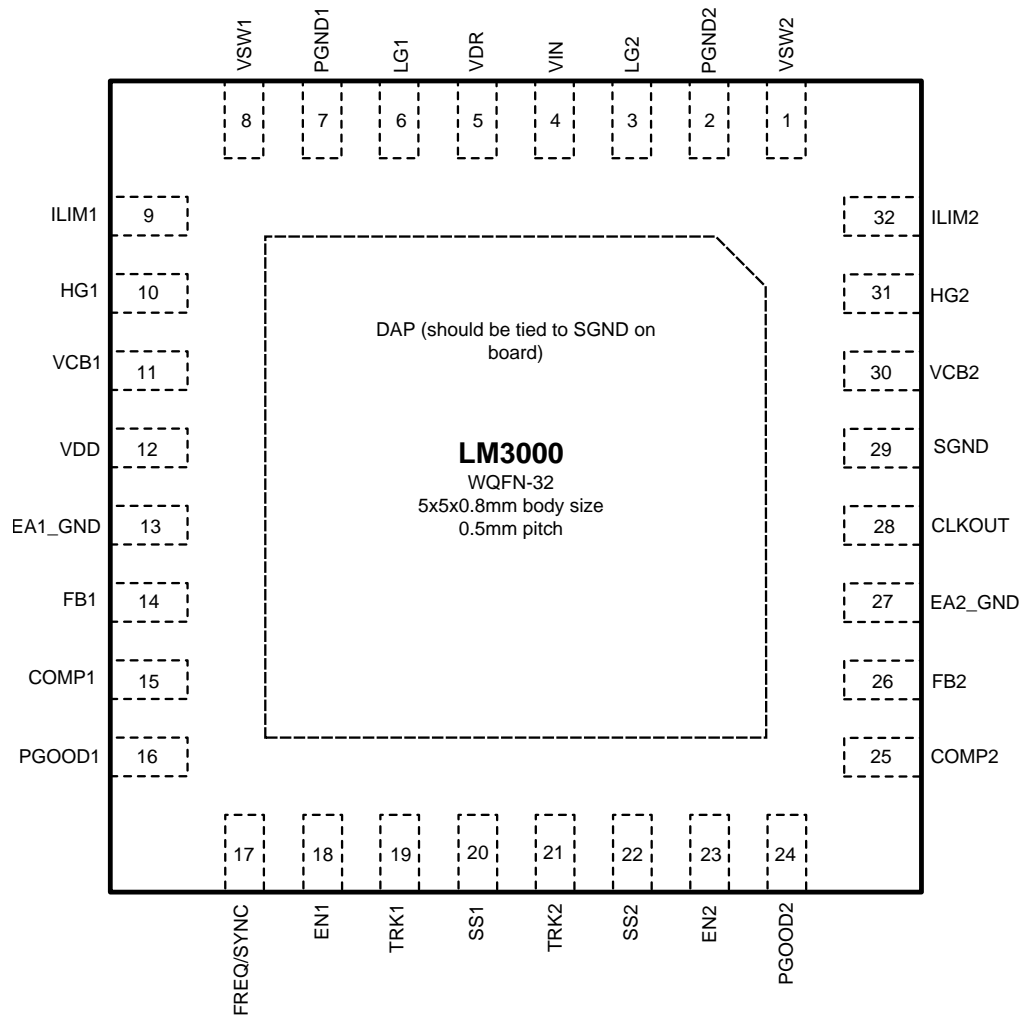 VSW1
PGND1
LG1
VDR
VIN
LG2
PGND2
VSW2
8
7
6
5
4
3
2
1
ILIM1
9
32
ILIM2
HG1
10
31
HG2
VCB1
11
30
VCB2
VDD
12
29
SGND
EA1_GND
13
28
CLKOUT
FB1
14
27
EA2_GND
COMP1
15
26
FB2
PGOOD1
16
25
COMP2
DAP (should be tied to SGND on
board)
LM3000
WQFN-32
5x5x0.8mm body size
0.5mm pitch
17
18
19
20
21
22
23
24
FREQ/SYNC
EN1
TRK1
SS1
TRK2
SS2
EN2
PGOOD2